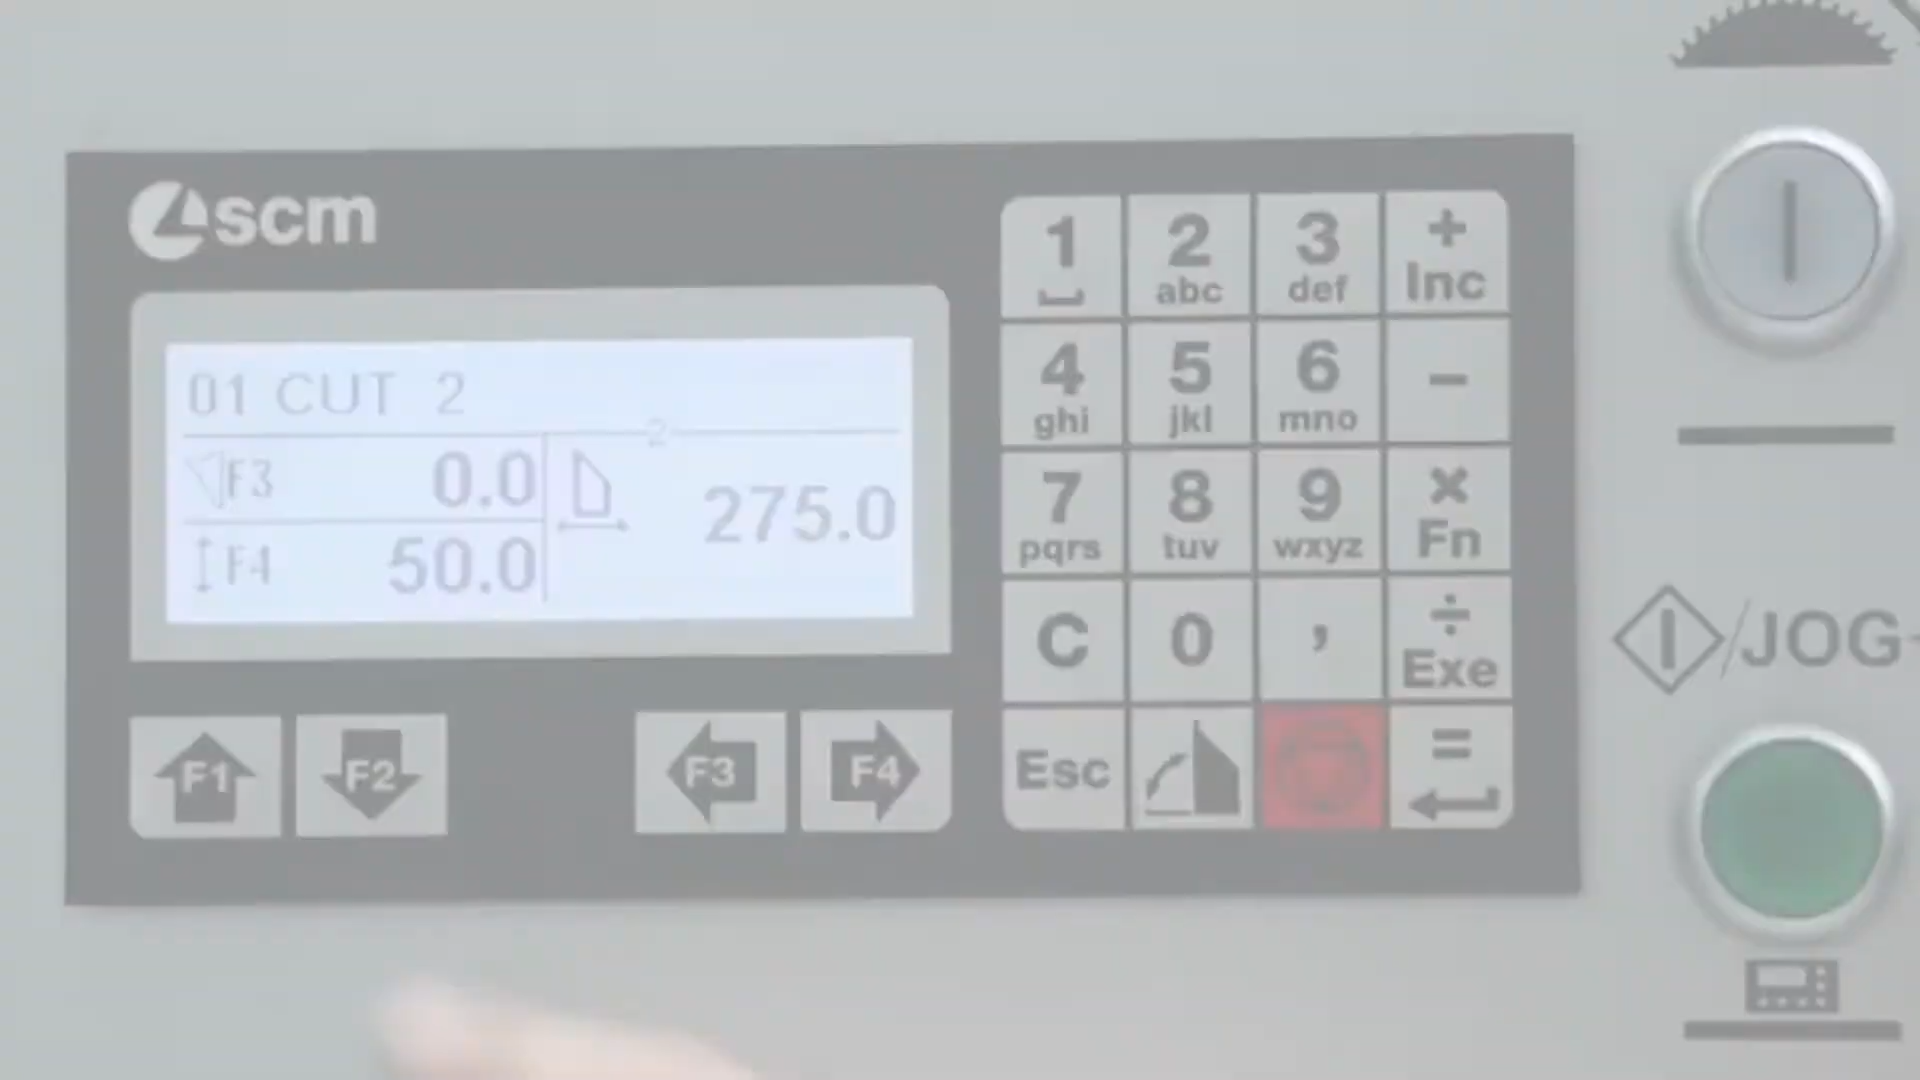 scm
01 CUT 2
2
F3 0.0
275.0
F4 50.0
F1 F2 F3 F4
1 2 abc 3 def + Inc
4 ghi 5 jkl 6 mno -
7 pqrs 8 tuv 9 wxyz × Fn
C 0 , ÷ Exe
Esc =
/JOG